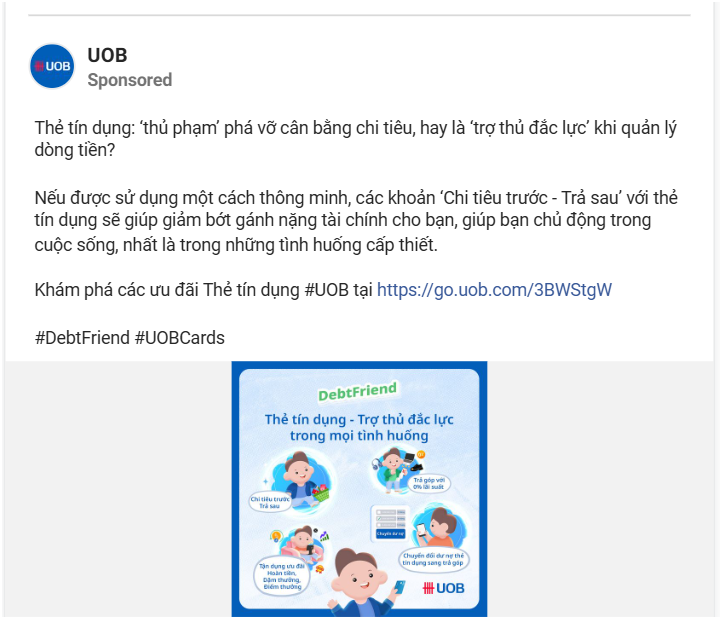 UOB
UOB
Sponsored
Thẻ tín dụng: ‘thủ phạm’ phá vỡ cân bằng chi tiêu, hay là ‘trợ thủ đắc lực’ khi quản lý
dòng tiền?
Nếu được sử dụng một cách thông minh, các khoản ‘Chi tiêu trước - Trả sau’ với thẻ
tín dụng sẽ giúp giảm bớt gánh nặng tài chính cho bạn, giúp bạn chủ động trong
cuộc sống, nhất là trong những tình huống cấp thiết.
Khám phá các ưu đãi Thẻ tín dụng #UOB tại https://go.uob.com/3BWStgW
#DebtFriend #UOBCards
DebtFriend
Thẻ tín dụng - Trợ thủ đắc lực
trong mọi tình huống
Trả góp với
0% lãi suất
Chi tiêu trước
Trả sau
Chuyển dư nợ
Chuyển đổi dư nợ thẻ
tín dụng sang trả góp
Tận dụng ưu đãi
Hoàn tiền,
Dặm thưởng,
Điểm thưởng
UOB